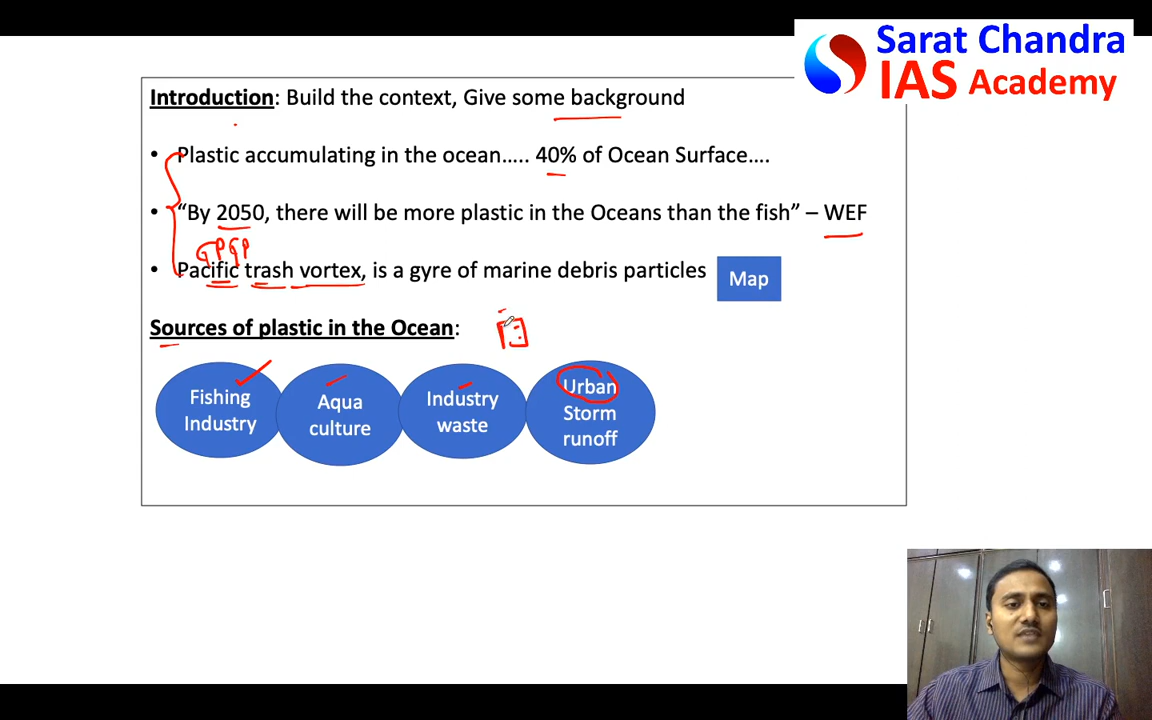 Sarat Chandra
IAS Academy
Introduction: Build the context, Give some background
• Plastic accumulating in the ocean….. 40% of Ocean Surface….
• “By 2050, there will be more plastic in the Oceans than the fish” – WEF
GPGP
• Pacific trash vortex, is a gyre of marine debris particles
Map
Sources of plastic in the Ocean:
Fishing
Industry
Aqua
culture
Industry
waste
Urban
Storm
runoff